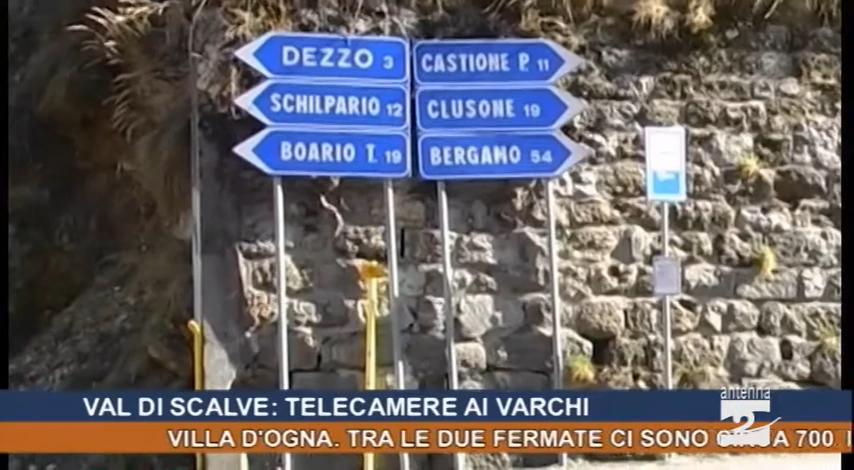 DEZZO 3
SCHILPARIO 12
BOARIO T. 19
CASTIONE P. 11
CLUSONE 19
BERGAMO 54
VAL DI SCALVE: TELECAMERE AI VARCHI
antenna
2
VILLA D'OGNA. TRA LE DUE FERMATE CI SONO CIRCA 700